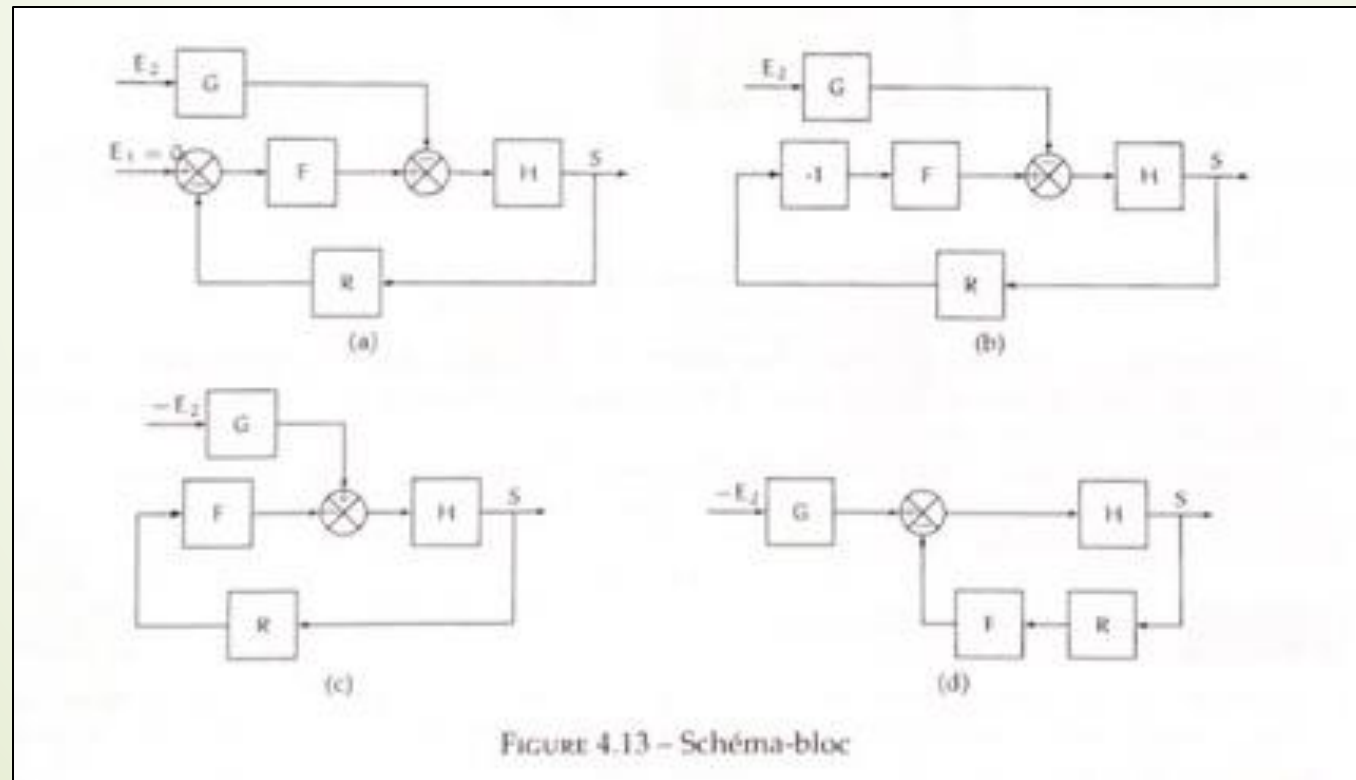 E₂
G
E₁ = 0
F
H
S
R
(a)
E₂
G
-1
F
H
S
R
(b)
−E₂
G
F
H
S
R
(c)
−E₂
G
H
S
F
R
(d)
FIGURE 4.13 – Schéma-bloc